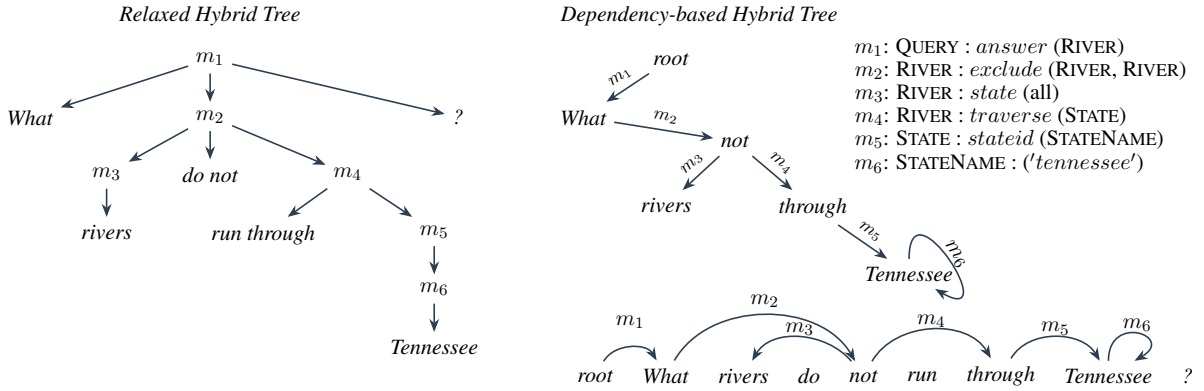 Relaxed Hybrid Tree
m1
What
m2
?
m3
do not
m4
rivers
run through
m5
m6
Tennessee
Dependency-based Hybrid Tree
root
m1
What
m2
not
m3
m4
rivers
through
m5
Tennessee
m6
m1: QUERY : answer (RIVER)
m2: RIVER : exclude (RIVER, RIVER)
m3: RIVER : state (all)
m4: RIVER : traverse (STATE)
m5: STATE : stateid (STATENAME)
m6: STATENAME : ('tennessee')
m1 m2 m3 m4 m5 m6
root What rivers do not run through Tennessee ?